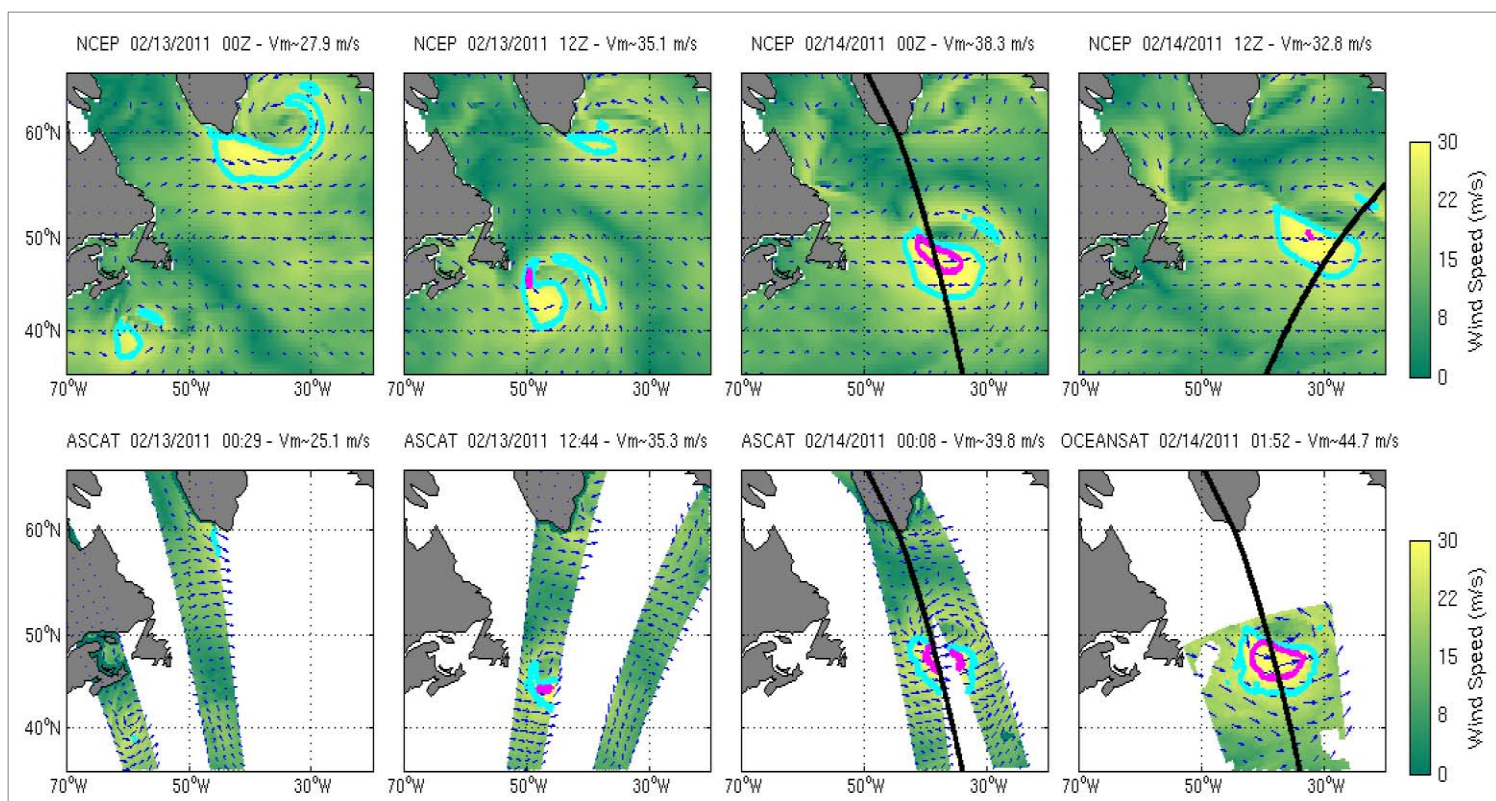 NCEP 02/13/2011 00Z - Vm~27.9 m/s
NCEP 02/13/2011 12Z - Vm~35.1 m/s
NCEP 02/14/2011 00Z - Vm~38.3 m/s
NCEP 02/14/2011 12Z - Vm~32.8 m/s
60°N
50°N
40°N
70°W 50°W 30°W
70°W 50°W 30°W
70°W 50°W 30°W
70°W 50°W 30°W
30
22
15
8
0
Wind Speed (m/s)
ASCAT 02/13/2011 00:29 - Vm~25.1 m/s
ASCAT 02/13/2011 12:44 - Vm~35.3 m/s
ASCAT 02/14/2011 00:08 - Vm~39.8 m/s
OCEANSAT 02/14/2011 01:52 - Vm~44.7 m/s
60°N
50°N
40°N
70°W 50°W 30°W
70°W 50°W 30°W
70°W 50°W 30°W
70°W 50°W 30°W
30
22
15
8
0
Wind Speed (m/s)